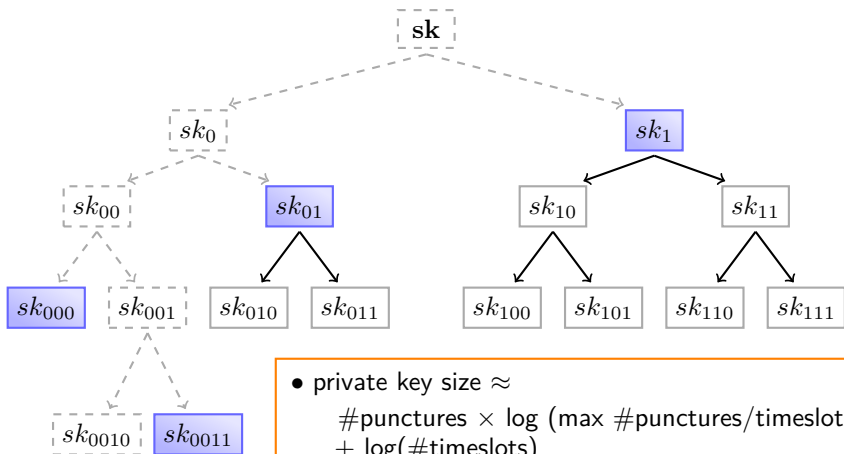 sk
sk_0 sk_1
sk_00 sk_01 sk_10 sk_11
sk_000 sk_001 sk_010 sk_011 sk_100 sk_101 sk_110 sk_111
sk_0010 sk_0011
• private key size ≈
#punctures × log (max #punctures/timeslot
+ log(#timeslots)